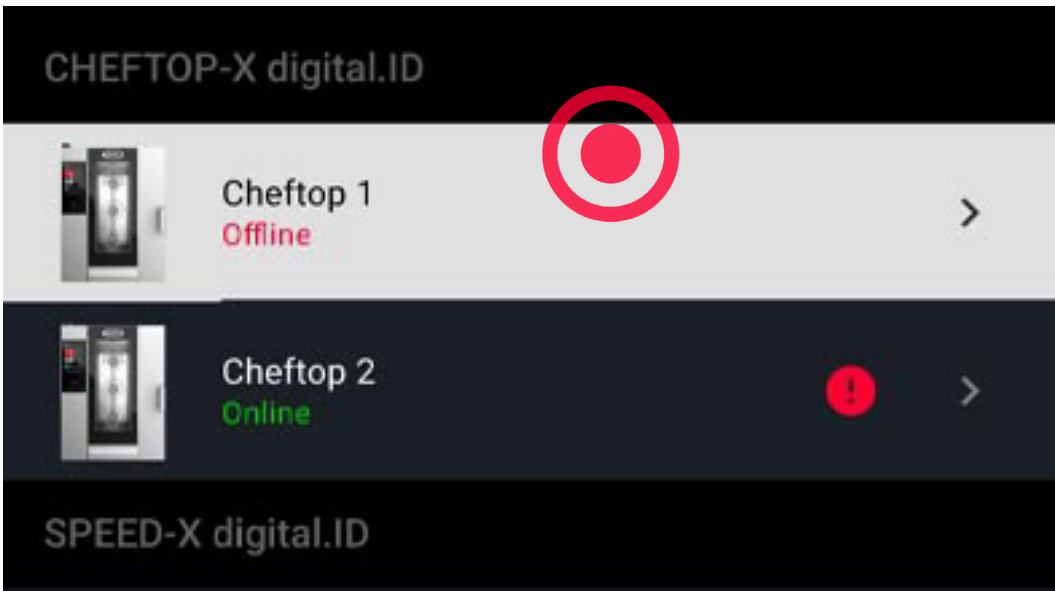 CHEFTOP-X digital.ID
Cheftop 1
Offline
Cheftop 2
Online
SPEED-X digital.ID